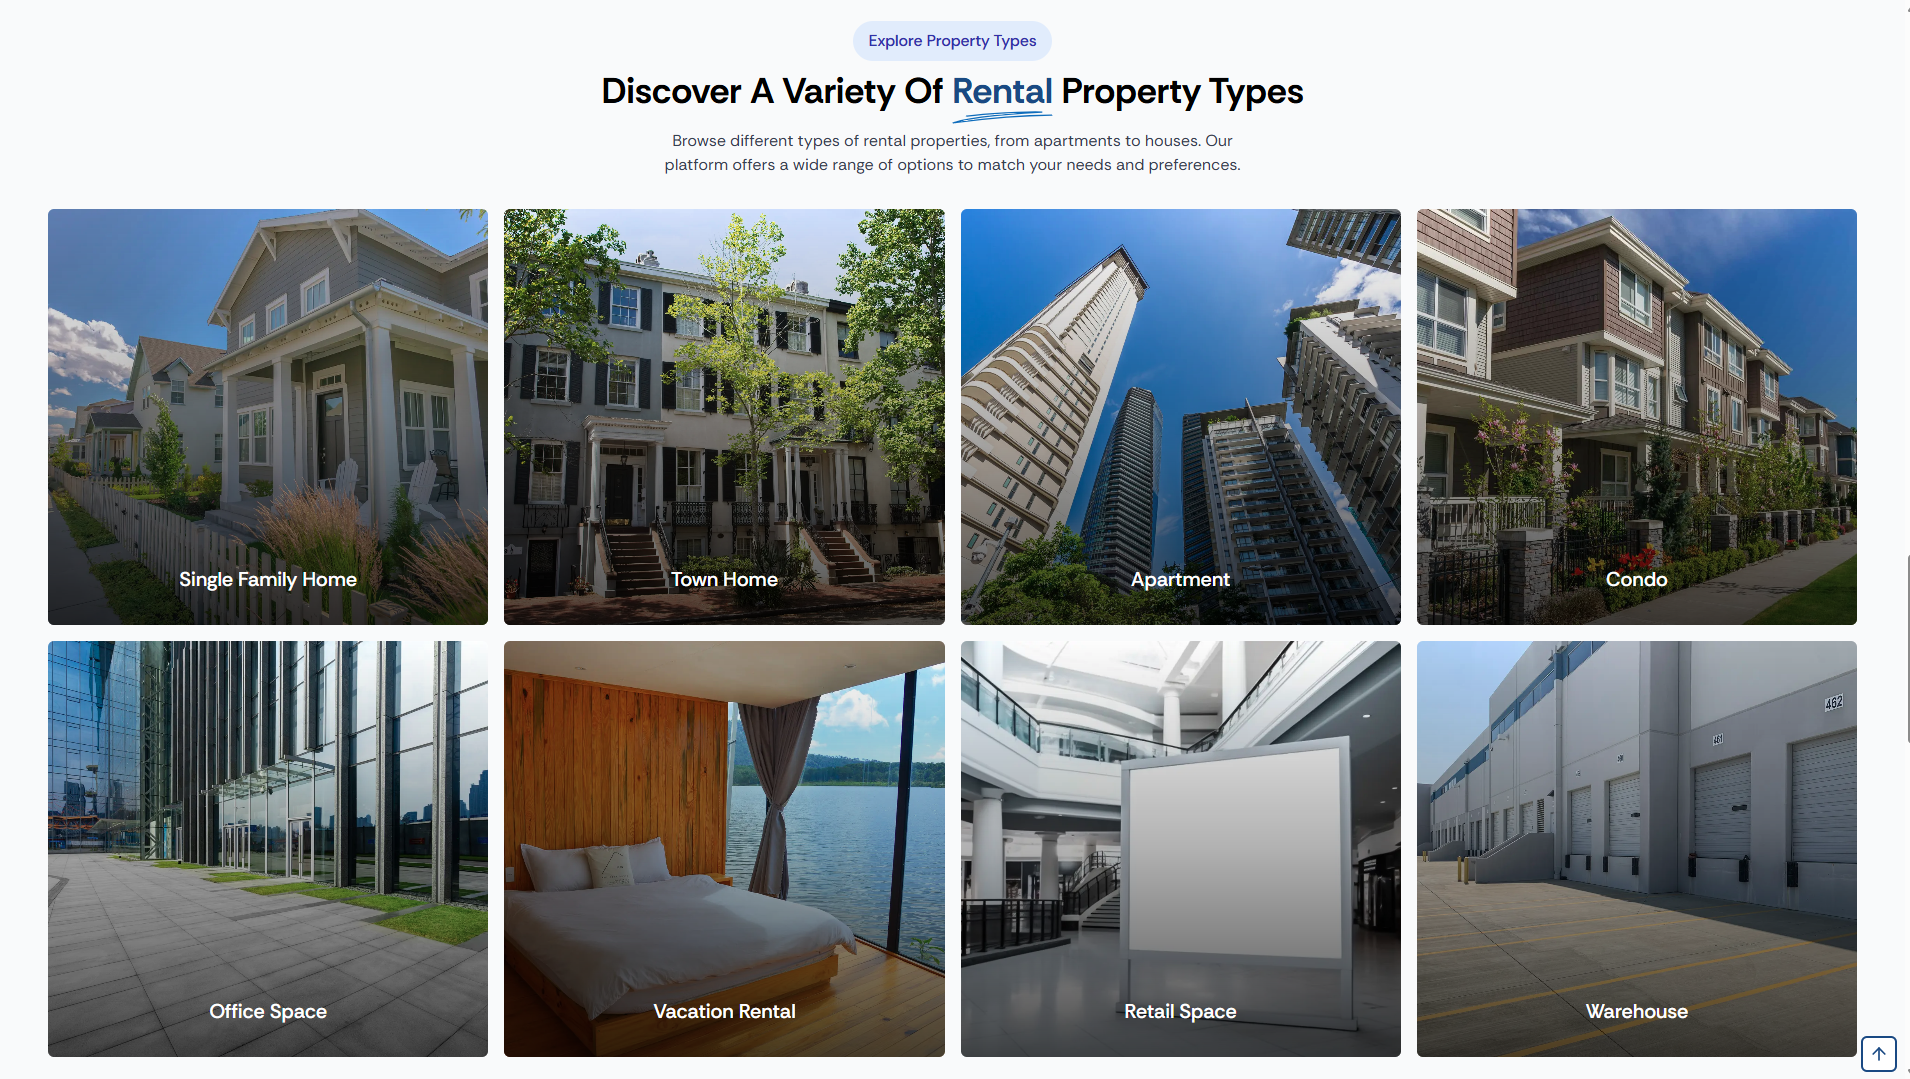 Explore Property Types
Discover A Variety Of Rental Property Types
Browse different types of rental properties, from apartments to houses. Our
platform offers a wide range of options to match your needs and preferences.
Single Family Home
Town Home
Apartment
Condo
462
461
Office Space
Vacation Rental
Retail Space
Warehouse